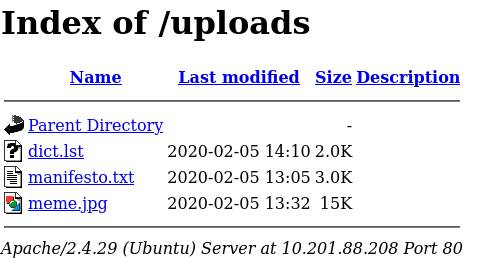 Index of /uploads
Name Last modified Size Description
Parent Directory -
dict.lst 2020-02-05 14:10 2.0K
manifesto.txt 2020-02-05 13:05 3.0K
meme.jpg 2020-02-05 13:32 15K
Apache/2.4.29 (Ubuntu) Server at 10.201.88.208 Port 80